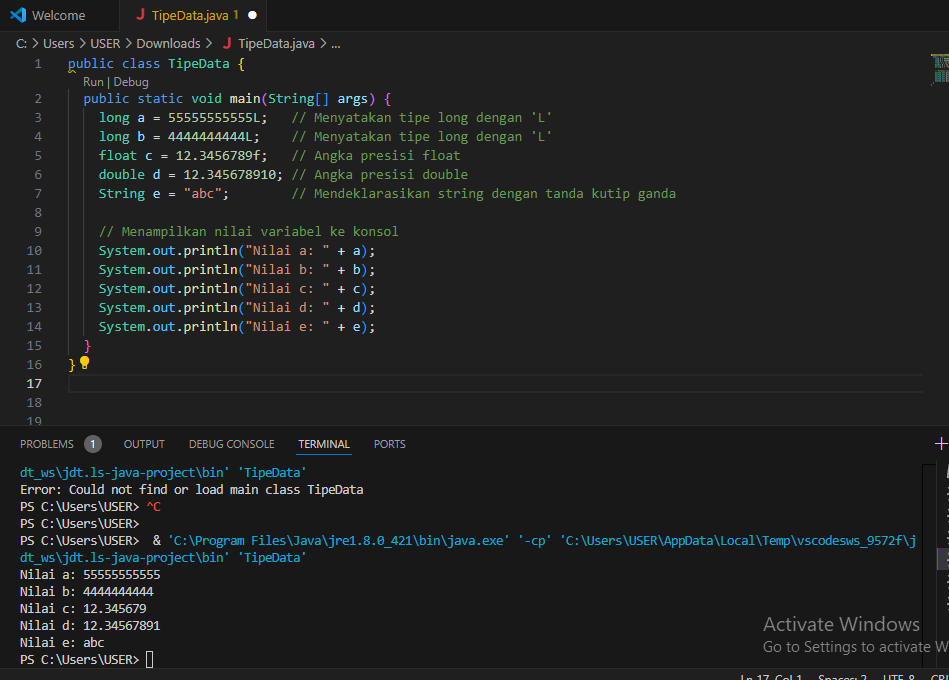 Welcome
J TipeData.java 1
C: > Users > USER > Downloads > J TipeData.java > ...
1 public class TipeData {
Run | Debug
2 public static void main(String[] args) {
3 long a = 55555555555L; // Menyatakan tipe long dengan 'L'
4 long b = 4444444444L; // Menyatakan tipe long dengan 'L'
5 float c = 12.3456789f; // Angka presisi float
6 double d = 12.345678910; // Angka presisi double
7 String e = "abc"; // Mendeklarasikan string dengan tanda kutip ganda
8
9 // Menampilkan nilai variabel ke konsol
10 System.out.println("Nilai a: " + a);
11 System.out.println("Nilai b: " + b);
12 System.out.println("Nilai c: " + c);
13 System.out.println("Nilai d: " + d);
14 System.out.println("Nilai e: " + e);
15 }
16 }
17
18
19
PROBLEMS 1 OUTPUT DEBUG CONSOLE TERMINAL PORTS
dt_ws\jdt.ls-java-project\bin' 'TipeData'
Error: Could not find or load main class TipeData
PS C:\Users\USER> ^C
PS C:\Users\USER>
PS C:\Users\USER> & 'C:\Program Files\Java\jre1.8.0_421\bin\java.exe' '-cp' 'C:\Users\USER\AppData\Local\Temp\vscodesws_9572f\j
dt_ws\jdt.ls-java-project\bin' 'TipeData'
Nilai a: 55555555555
Nilai b: 4444444444
Nilai c: 12.345679
Nilai d: 12.34567891
Nilai e: abc
PS C:\Users\USER>
Activate Windows
Go to Settings to activate W
Ln 17, Col 1 Spaces: 2 UTF-8